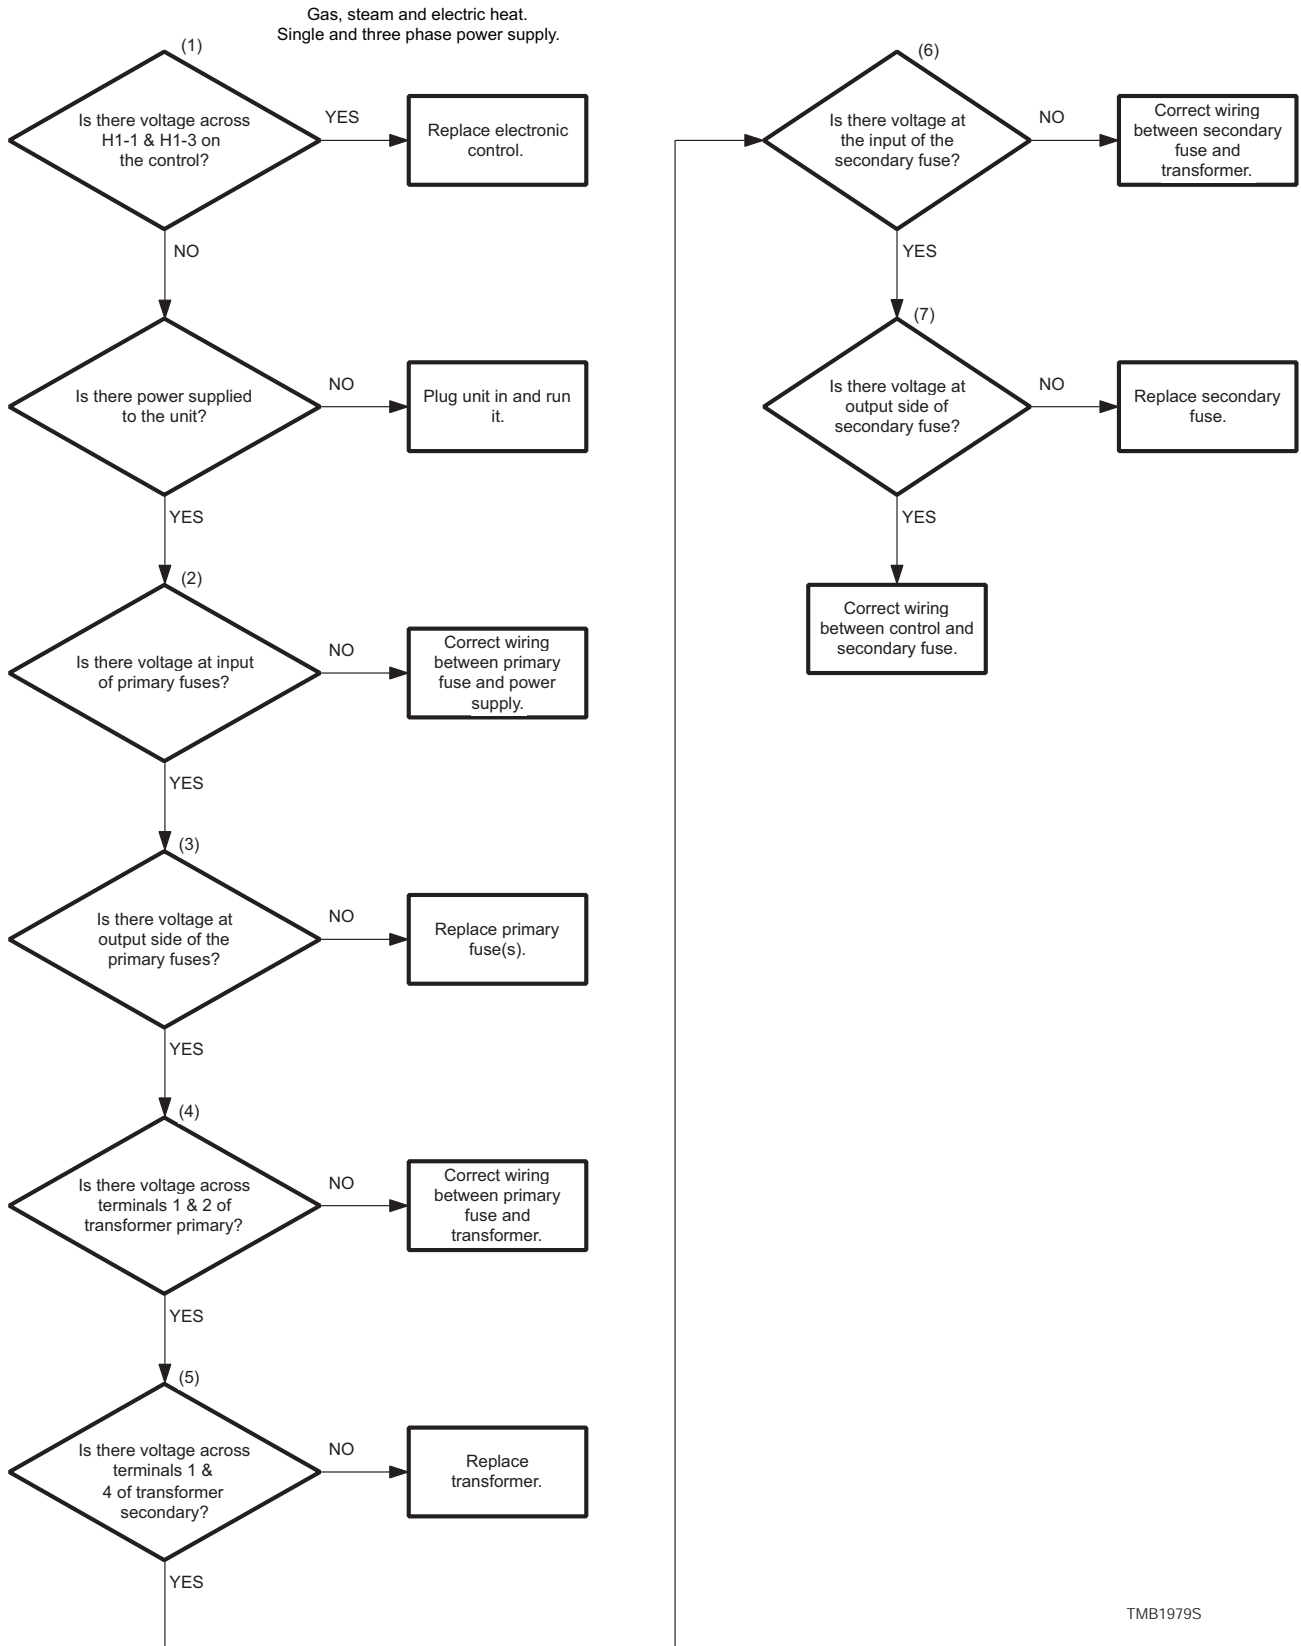 Gas, steam and electric heat.
Single and three phase power supply.
(1)
Is there voltage across
H1-1 & H1-3 on
the control?
YES
Replace electronic
control.
NO
Is there power supplied
to the unit?
NO
Plug unit in and run
it.
YES
(2)
Is there voltage at input
of primary fuses?
NO
Correct wiring
between primary
fuse and power
supply.
YES
(3)
Is there voltage at
output side of the
primary fuses?
NO
Replace primary
fuse(s).
YES
(4)
Is there voltage across
terminals 1 & 2 of
transformer primary?
NO
Correct wiring
between primary
fuse and
transformer.
YES
(5)
Is there voltage across
terminals 1 &
4 of transformer
secondary?
NO
Replace
transformer.
YES
(6)
Is there voltage at
the input of the
secondary fuse?
NO
Correct wiring
between secondary
fuse and
transformer.
YES
(7)
Is there voltage at
output side of
secondary fuse?
NO
Replace secondary
fuse.
YES
Correct wiring
between control and
secondary fuse.
TMB1979S